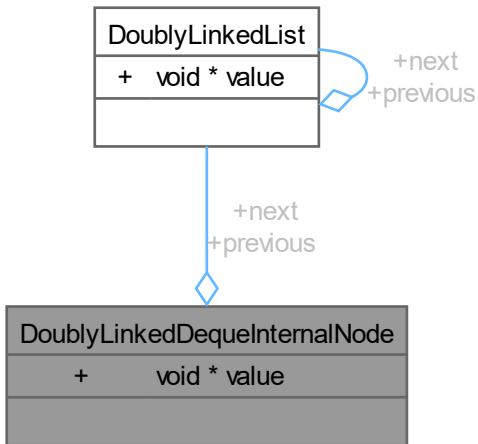 DoublyLinkedList
+ void * value
+next
+previous
+next
+previous
DoublyLinkedDequeInternalNode
+ void * value